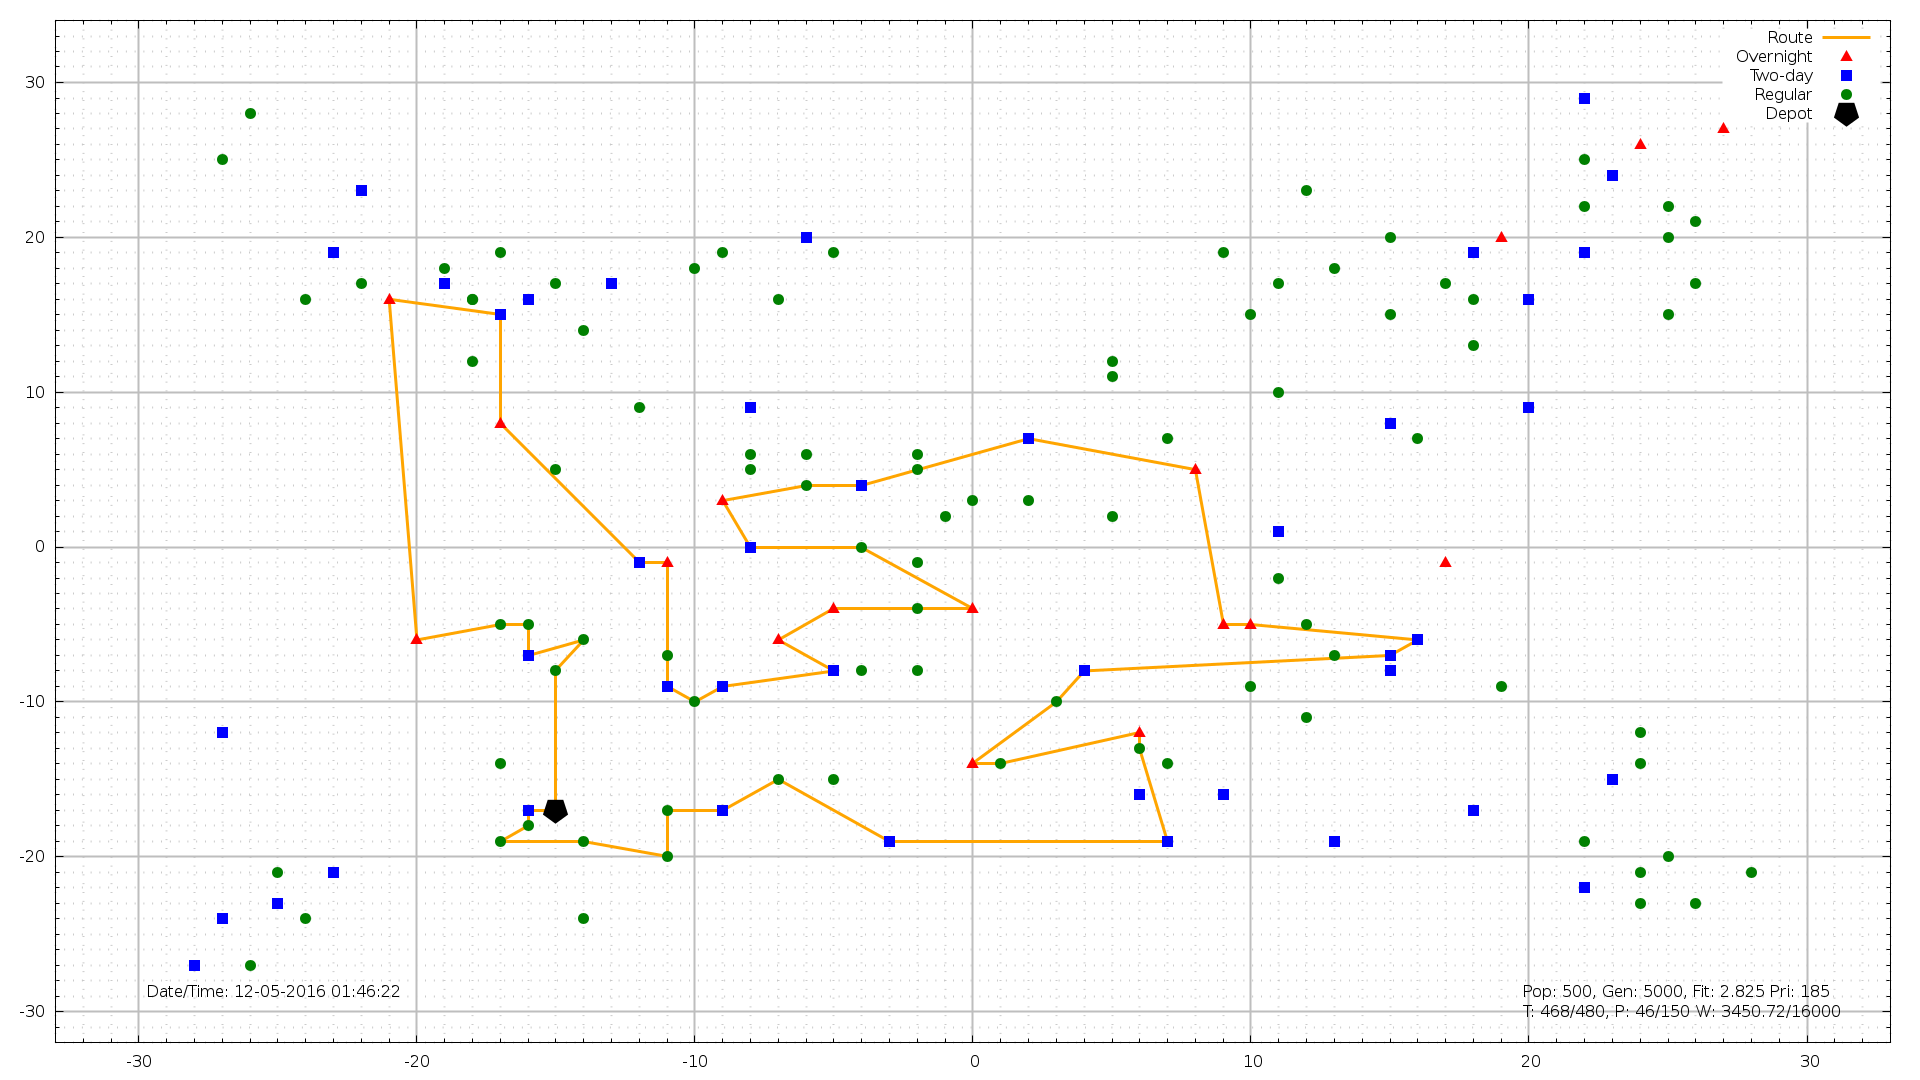 Route
Overnight
Two-day
Regular
Depot
30
20
10
0
-10
-20
-30
Date/Time: 12-05-2016 01:46:22
Pop: 500, Gen: 5000, Fit: 2.825 Pri: 185
T: 468/480, P: 46/150 W: 3450.72/16000
-30 -20 -10 0 10 20 30